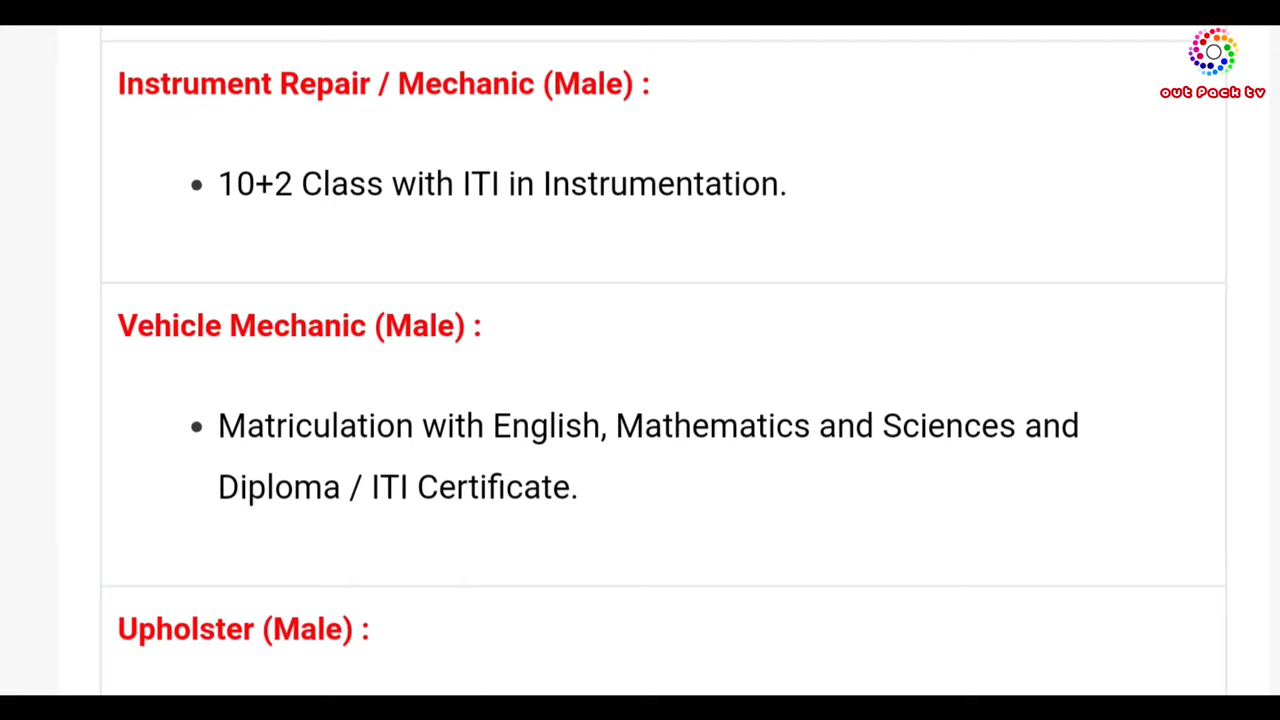 out Pack tv
Instrument Repair / Mechanic (Male) :
10+2 Class with ITI in Instrumentation.
Vehicle Mechanic (Male) :
Matriculation with English, Mathematics and Sciences and
Diploma / ITI Certificate.
Upholster (Male) :